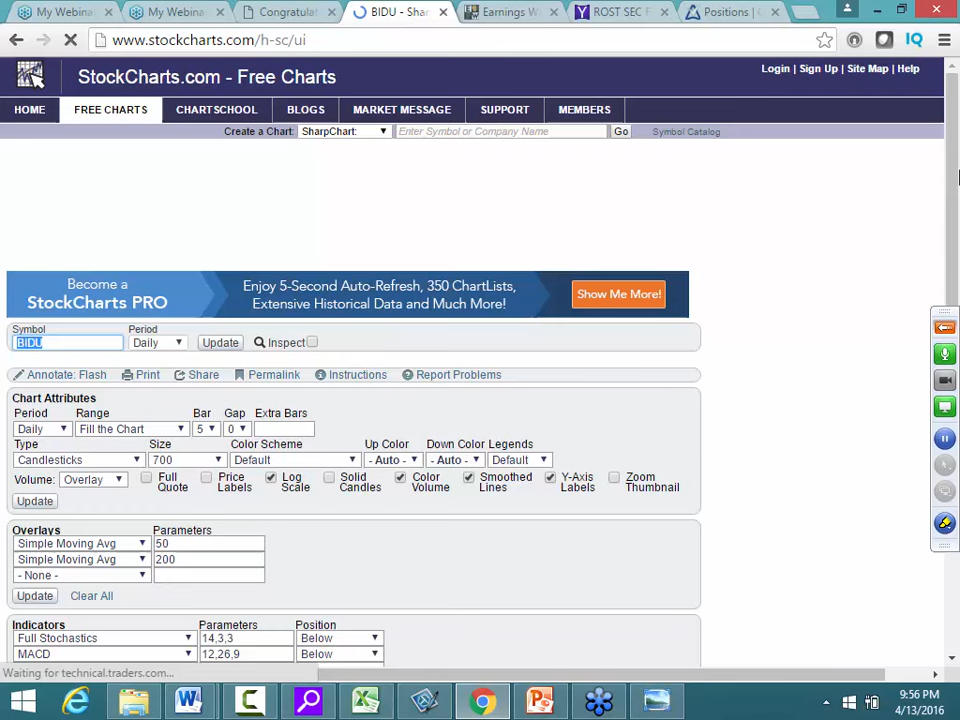 My Webin
My Webina
Congratulat
BIDU - Shar
Earnings W
ROST SEC F
Positions | C
www.stockcharts.com/h-sc/ui
StockCharts.com - Free Charts
Login | Sign Up | Site Map | Help
HOME FREE CHARTS CHARTSCHOOL BLOGS MARKET MESSAGE SUPPORT MEMBERS
Create a Chart: SharpChart: Enter Symbol or Company Name Go Symbol Catalog
Become a StockCharts PRO
Enjoy 5-Second Auto-Refresh, 350 ChartLists,
Extensive Historical Data and Much More!
Show Me More!
Symbol Period
BIDU Daily Update Inspect
Annotate: Flash Print Share Permalink Instructions Report Problems
Chart Attributes
Period Range Bar Gap Extra Bars
Daily Fill the Chart 5 0
Type Size Color Scheme Up Color Down Color Legends
Candlesticks 700 Default - Auto - - Auto - Default
Volume: Overlay Full Quote Price Labels Log Scale Solid Candles Color Volume Smoothed Lines Y-Axis Labels Zoom Thumbnail
Update
Overlays Parameters
Simple Moving Avg 50
Simple Moving Avg 200
- None -
Update Clear All
Indicators Parameters Position
Full Stochastics 14,3,3 Below
MACD 12,26,9 Below
Waiting for technical.traders.com...
9:56 PM
4/13/2016